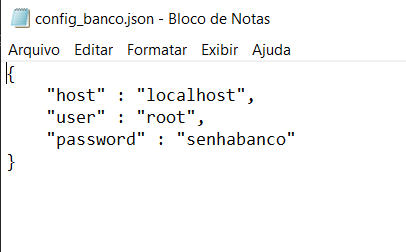 config_banco.json - Bloco de Notas
Arquivo Editar Formatar Exibir Ajuda
{
    "host" : "localhost",
    "user" : "root",
    "password" : "senhabanco"
}